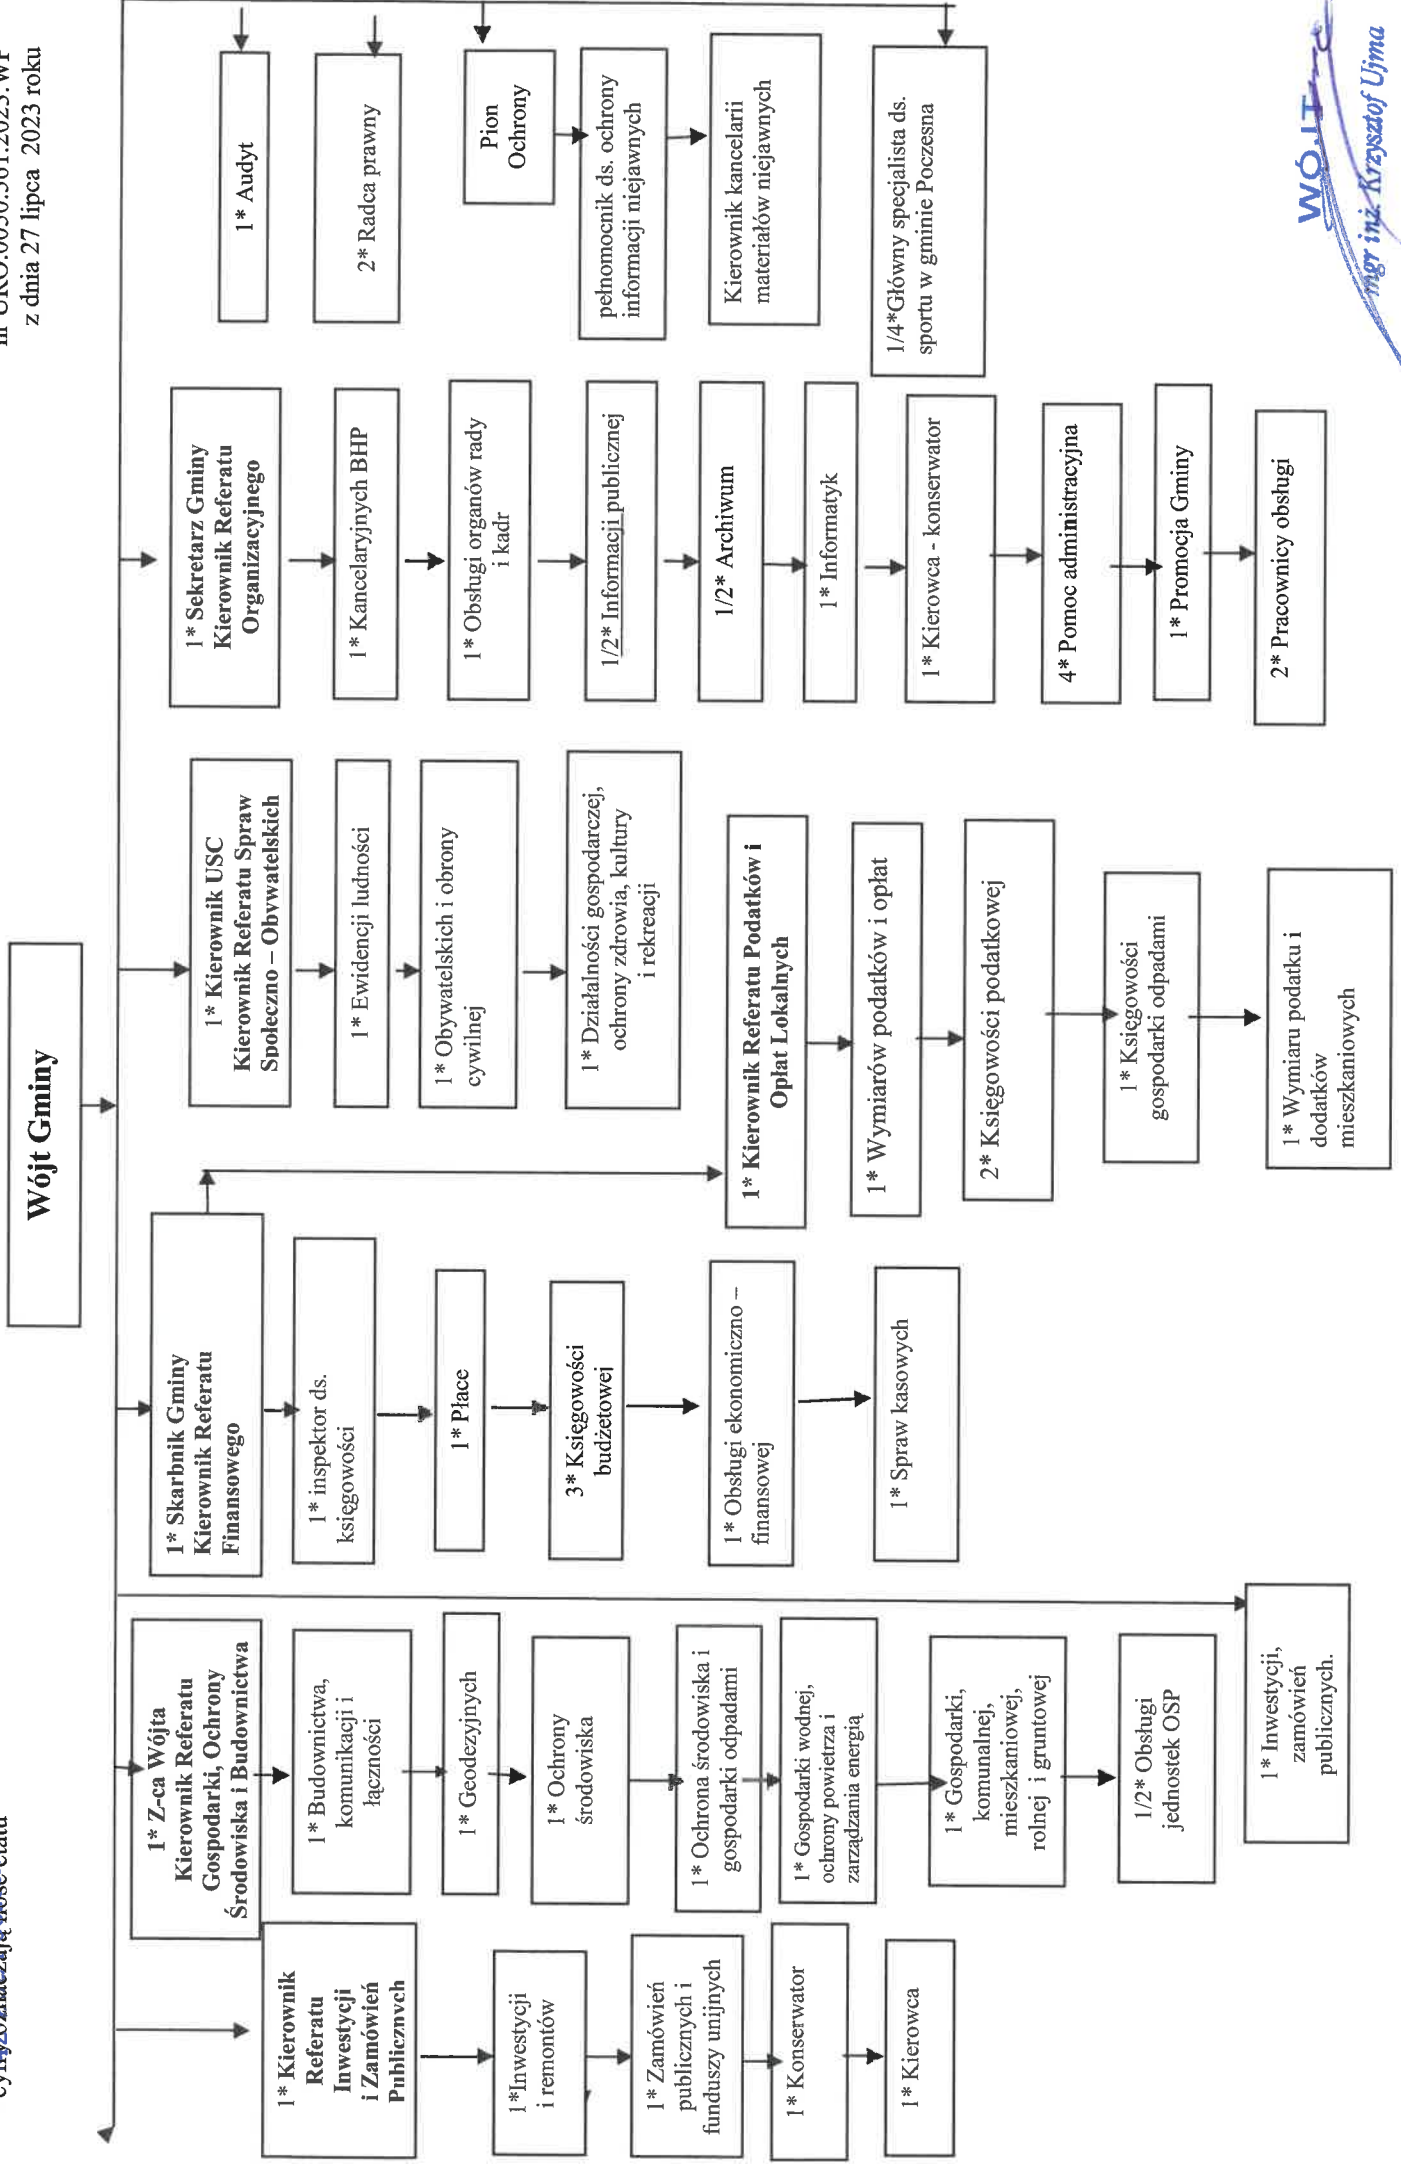 z dnia 27 lipca 2023 roku
Wójt Gminy
1* Kierownik
Referatu
Inwestycji
i Zamówień
Publicznych
1*Inwestycji
i remontów
1* Zamówień
publicznych i
funduszy unijnych
1* Konserwator
1* Kierowca
1* Z-ca Wójta
Kierownik Referatu
Gospodarki, Ochrony
Środowiska i Budownictwa
1* Budownictwa,
komunikacji i
łączności
1* Geodezyjnych
1* Ochrony
środowiska
1* Ochrona środowiska i
gospodarki odpadami
1* Gospodarki wodnej,
ochrony powietrza i
zarządzania energią
1* Gospodarki,
komunalnej,
mieszkaniowej,
rolnej i gruntowej
1/2* Obsługi
jednostek OSP
1* Inwestycji,
zamówień
publicznych.
1* Skarbnik Gminy
Kierownik Referatu
Finansowego
1* inspektor ds.
księgowości
1* Płace
3* Księgowości
budżetowej
1* Obsługi ekonomiczno –
finansowej
1* Spraw kasowych
1* Kierownik Referatu Podatków i
Opłat Lokalnych
1* Wymiarów podatków i opłat
2* Księgowości podatkowej
1* Księgowości
gospodarki odpadami
1* Wymiaru podatku i
dodatków
mieszkaniowych
1* Kierownik USC
Kierownik Referatu Spraw
Społeczno – Obywatelskich
1* Ewidencji ludności
1* Obywatelskich i obrony
cywilnej
1* Działalności gospodarczej,
ochrony zdrowia, kultury
i rekreacji
1* Sekretarz Gminy
Kierownik Referatu
Organizacyjnego
1* Kancelaryjnych BHP
1* Obsługi organów rady
i kadr
1/2* Informacji publicznej
1/2* Archiwum
1* Informatyk
1* Kierowca - konserwator
4* Pomoc administracyjna
1* Promocja Gminy
2* Pracownicy obsługi
1* Audyt
2* Radca prawny
Pion
Ochrony
pełnomocnik ds. ochrony
informacji niejawnych
Kierownik kancelarii
materiałów niejawnych
1/4*Główny specjalista ds.
sportu w gminie Poczesna
WÓJT
mgr inż. Krzysztof Ujma